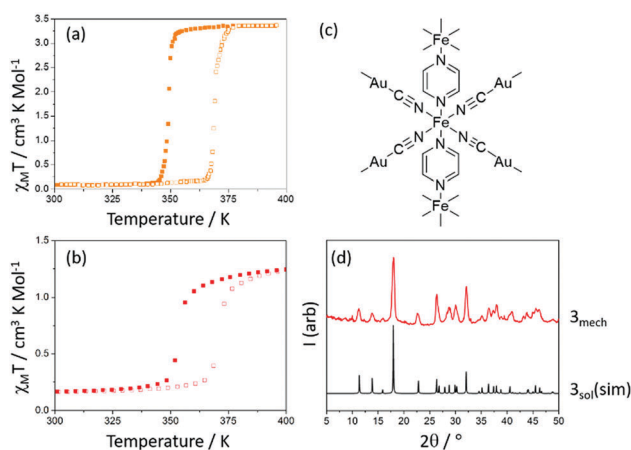 (a)
3.5
3.0
2.5
2.0
1.5
1.0
0.5
0.0
χMT / cm³ K Mol⁻¹
300 325 350 375 400
Temperature / K
(b)
1.5
1.0
0.5
0.0
χMT / cm³ K Mol⁻¹
300 325 350 375 400
Temperature / K
(c)
Fe
N
N
Au C N N C Au
Fe
Au C N N C Au
N
N
Fe
(d)
I (arb)
3mech
3sol(sim)
5 10 15 20 25 30 35 40 45 50
2θ / °